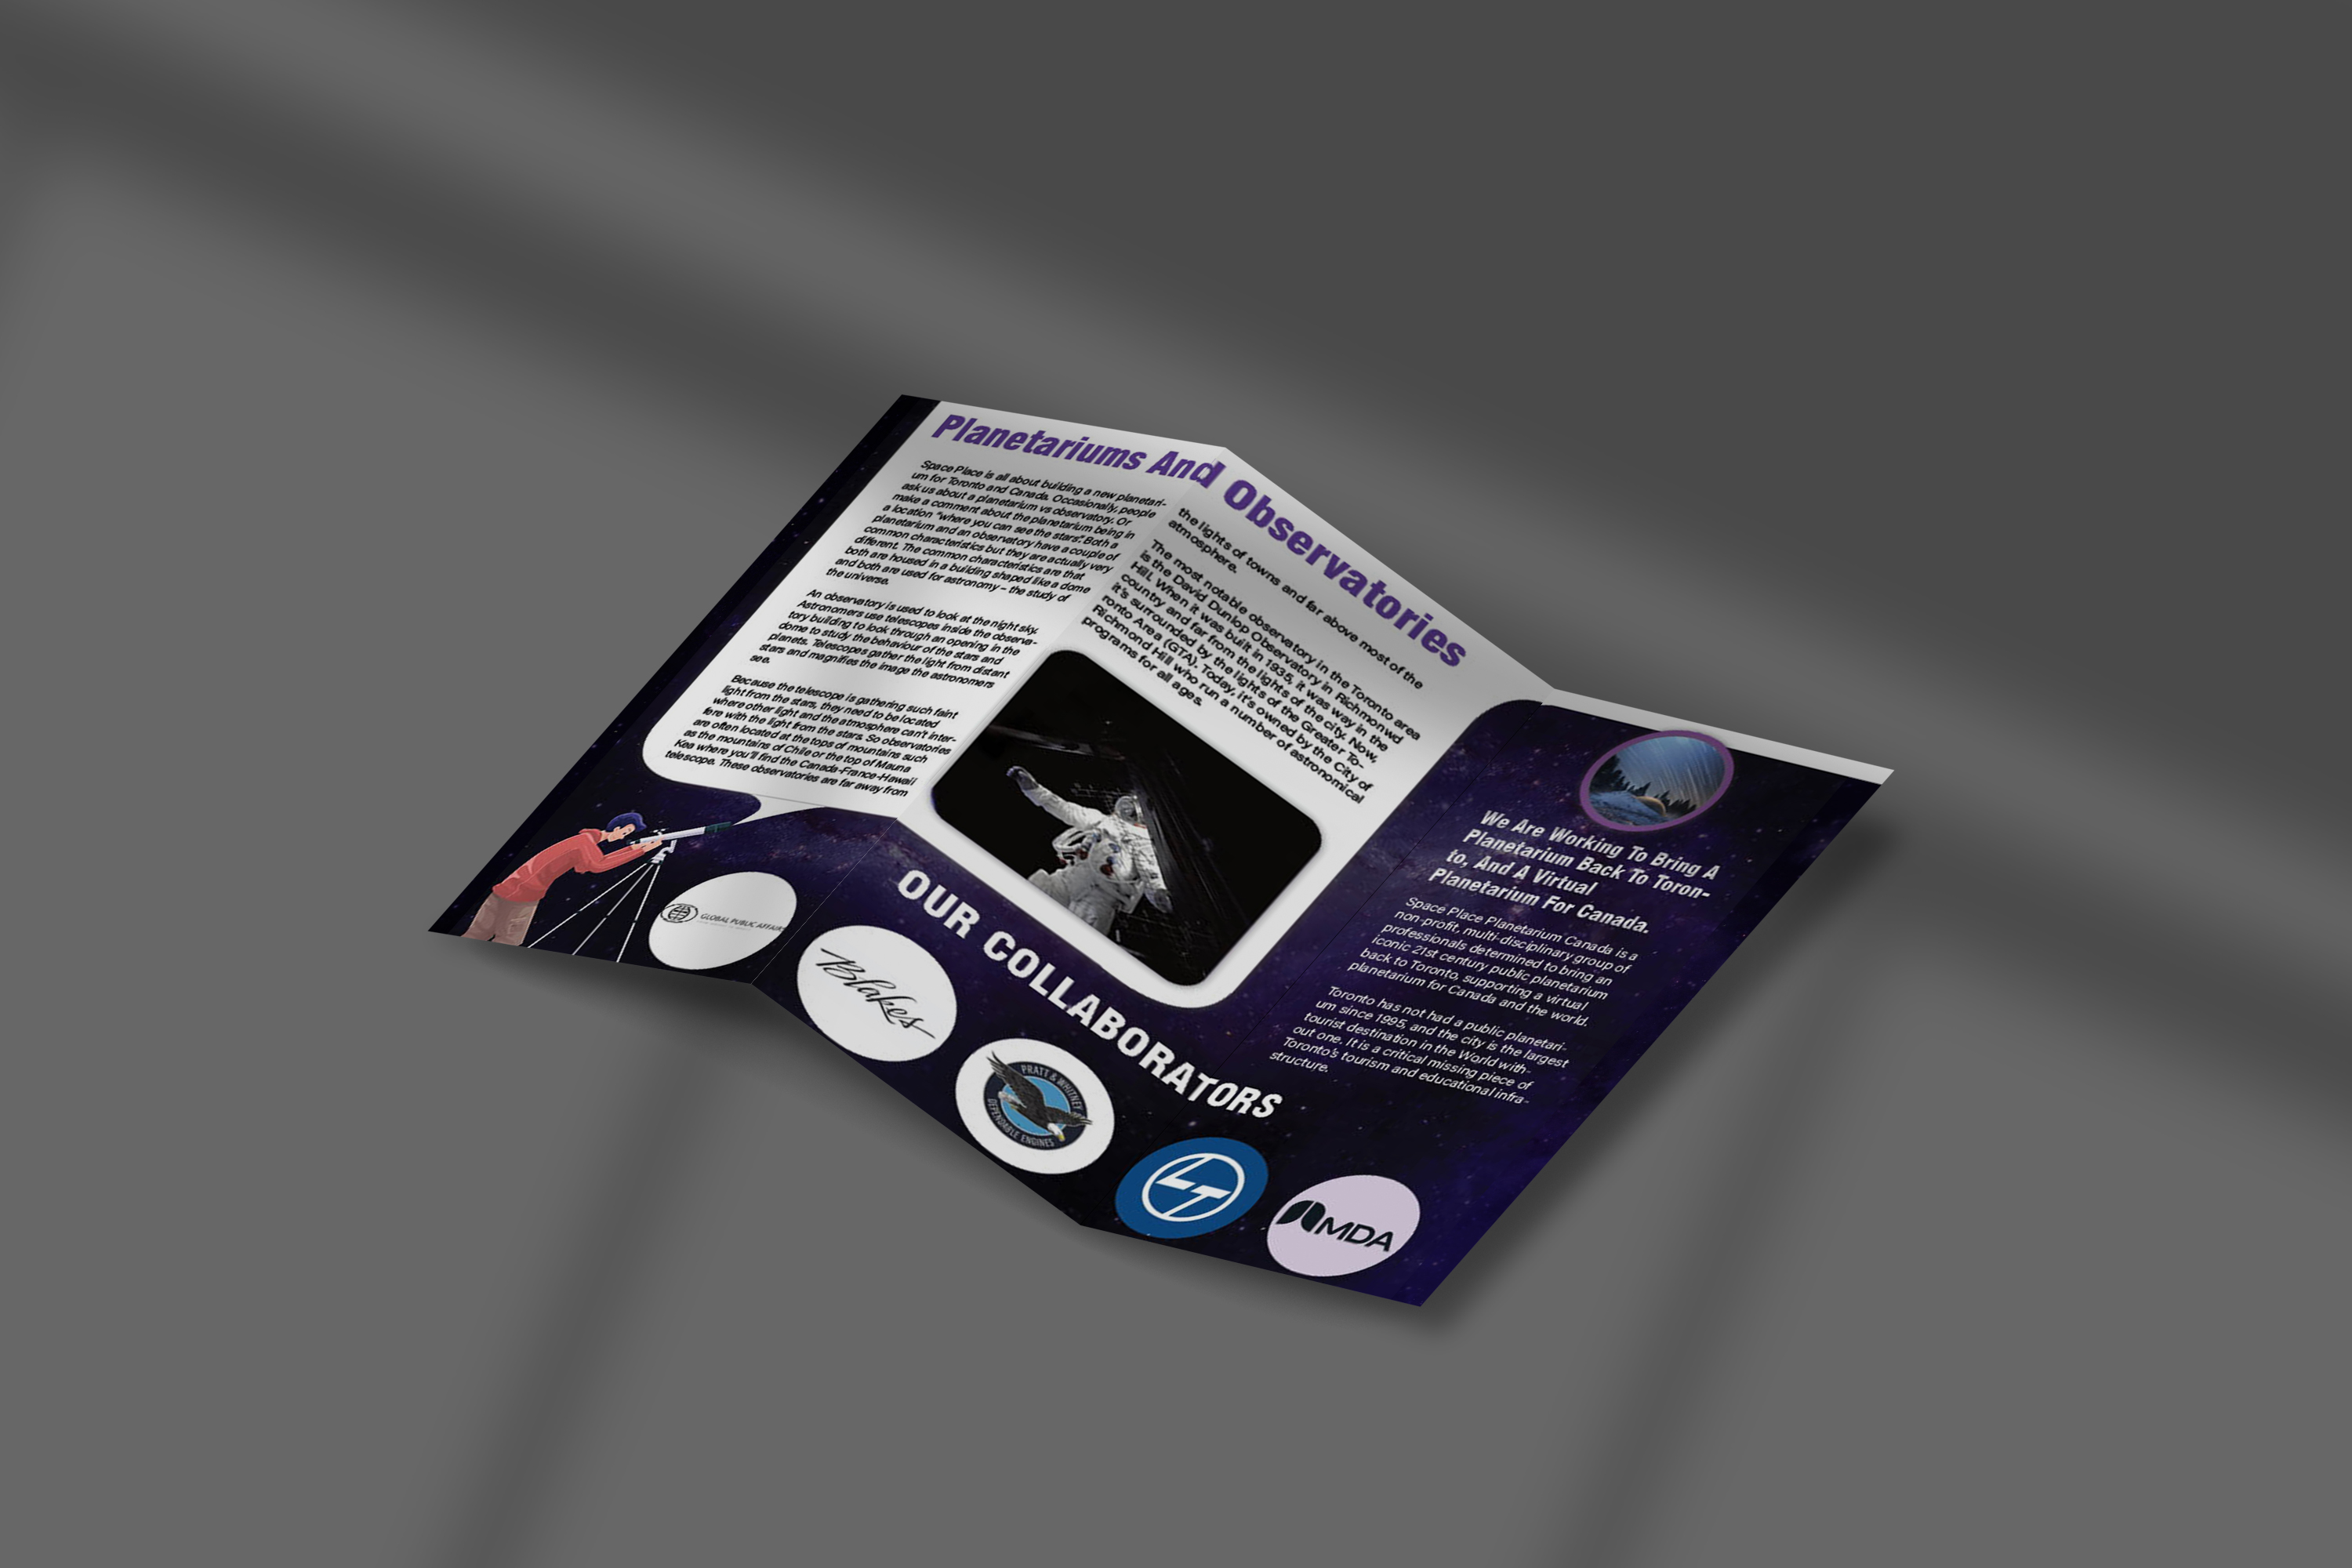 Planetariums And Observatories
Space Place is all about building a new planetari-
um for Toronto and Canada. Occasionally, people
ask us about a planetarium vs observatory. Or
make a comment about the planetarium being in
a location "where you can see the stars". Both a
planetarium and an observatory have a couple of
common characteristics but they are actually very
different. The common characteristics are that
both are housed in a building shaped like a dome
and both are used for astronomy – the study of
the universe.
An observatory is used to look at the night sky.
Astronomers use telescopes inside the observa-
tory building to look through an opening in the
dome to study the behaviour of the stars and
planets. Telescopes gather the light from distant
stars and magnifies the image the astronomers
see.
Because the telescope is gathering such faint
light from the stars, they need to be located
where other light and the atmosphere can't inter-
fere with the light from the stars. So observatories
are often located at the tops of mountains such
as the mountains of Chile or the top of Mauna
Kea where you'll find the Canada-France-Hawaii
telescope. These observatories are far away from
the lights of towns and far above most of the
atmosphere.
The most notable observatory in the Toronto area
is the David Dunlop Observatory in Richmonwd
Hill. When it was built in 1935, it was way in the
country and far from the lights of the city. Now,
it's surrounded by the lights of the Greater To-
ronto Area (GTA). Today, it's owned by the City of
Richmond Hill who run a number of astronomical
programs for all ages.
We Are Working To Bring A
Planetarium Back To Toron-
to, And A Virtual
Planetarium For Canada.
Space Place Planetarium Canada is a
non-profit, multi-disciplinary group of
professionals determined to bring an
iconic 21st century public planetarium
back to Toronto, supporting a virtual
planetarium for Canada and the world.
Toronto has not had a public planetari-
um since 1995, and the city is the largest
tourist destination in the World with-
out one. It is a critical missing piece of
Toronto's tourism and educational infra-
structure.
OUR COLLABORATORS
GLOBAL PUBLIC AFFAIRS
Blakes
PRATT & WHITNEY
DEPENDABLE ENGINES
LT
MDA